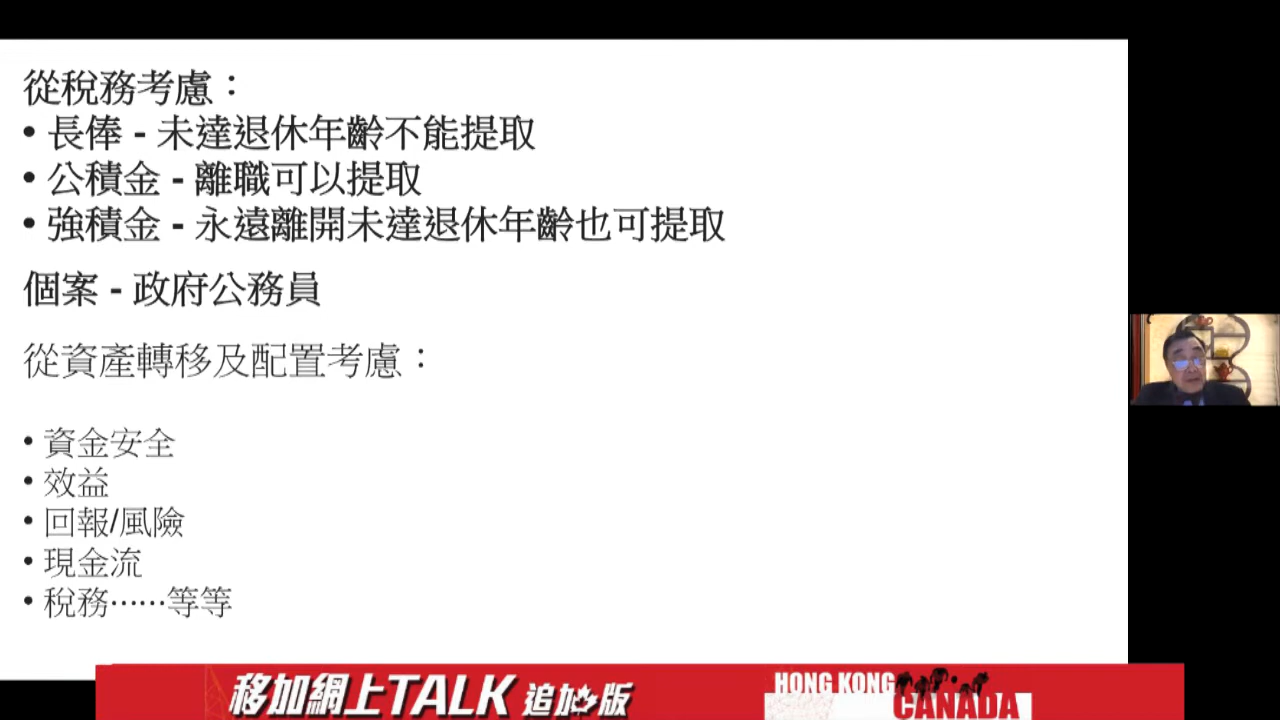 從稅務考慮：
• 長俸 - 未達退休年齡不能提取
• 公積金 - 離職可以提取
• 強積金 - 永遠離開未達退休年齡也可提取
個案 - 政府公務員
從資產轉移及配置考慮：
• 資金安全
• 效益
• 回報/風險
• 現金流
• 稅務……等等
移加網上TALK 追加版
HONG KONG
CANADA